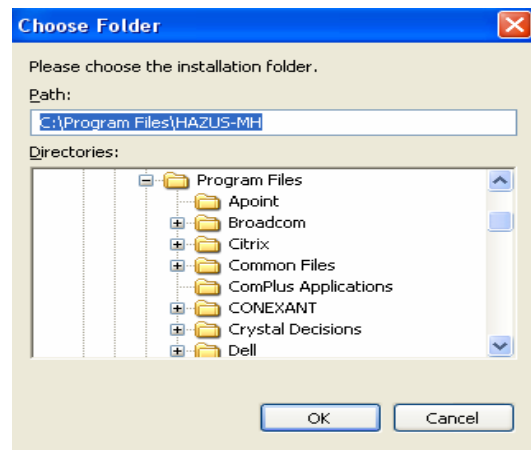 Choose Folder
Please choose the installation folder.
Path:
C:\Program Files\HAZUS-MH
Directories:
Program Files
Apoint
Broadcom
Citrix
Common Files
ComPlus Applications
CONEXANT
Crystal Decisions
Dell
OK Cancel